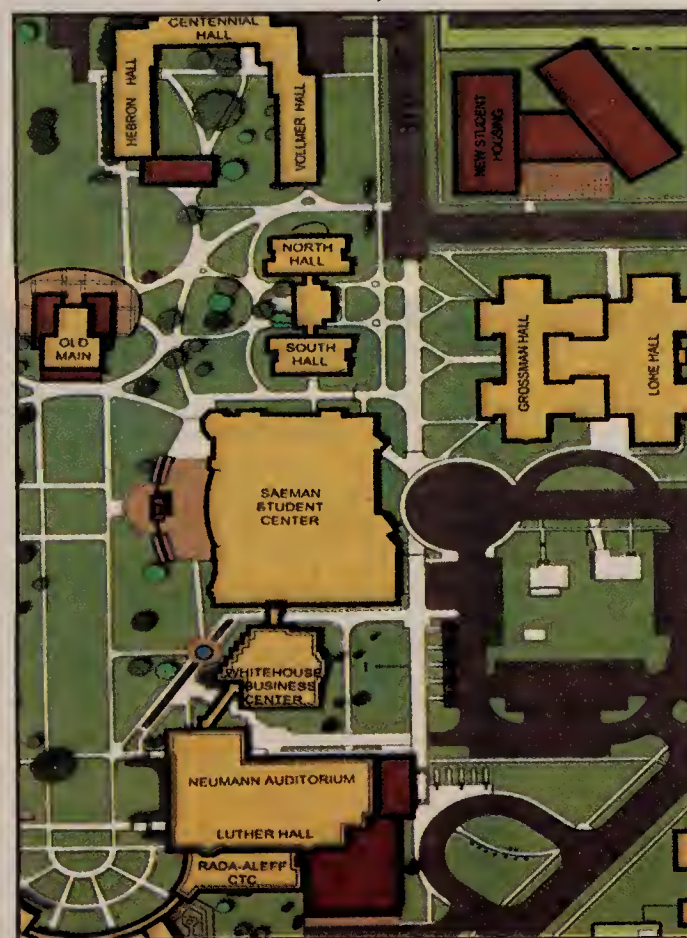 CENTENNIAL
HALL
HEBRON HALL
VOLLMER HALL
NEW STUDENT
HOUSING
NORTH
HALL
OLD
MAIN
SOUTH
HALL
GROSSMAN HALL
LOHE HALL
SAEMAN
STUDENT
CENTER
WHITEHOUSE
BUSINESS
CENTER
NEUMANN AUDITORIUM
LUTHER HALL
RADA-ALEFF
CTC